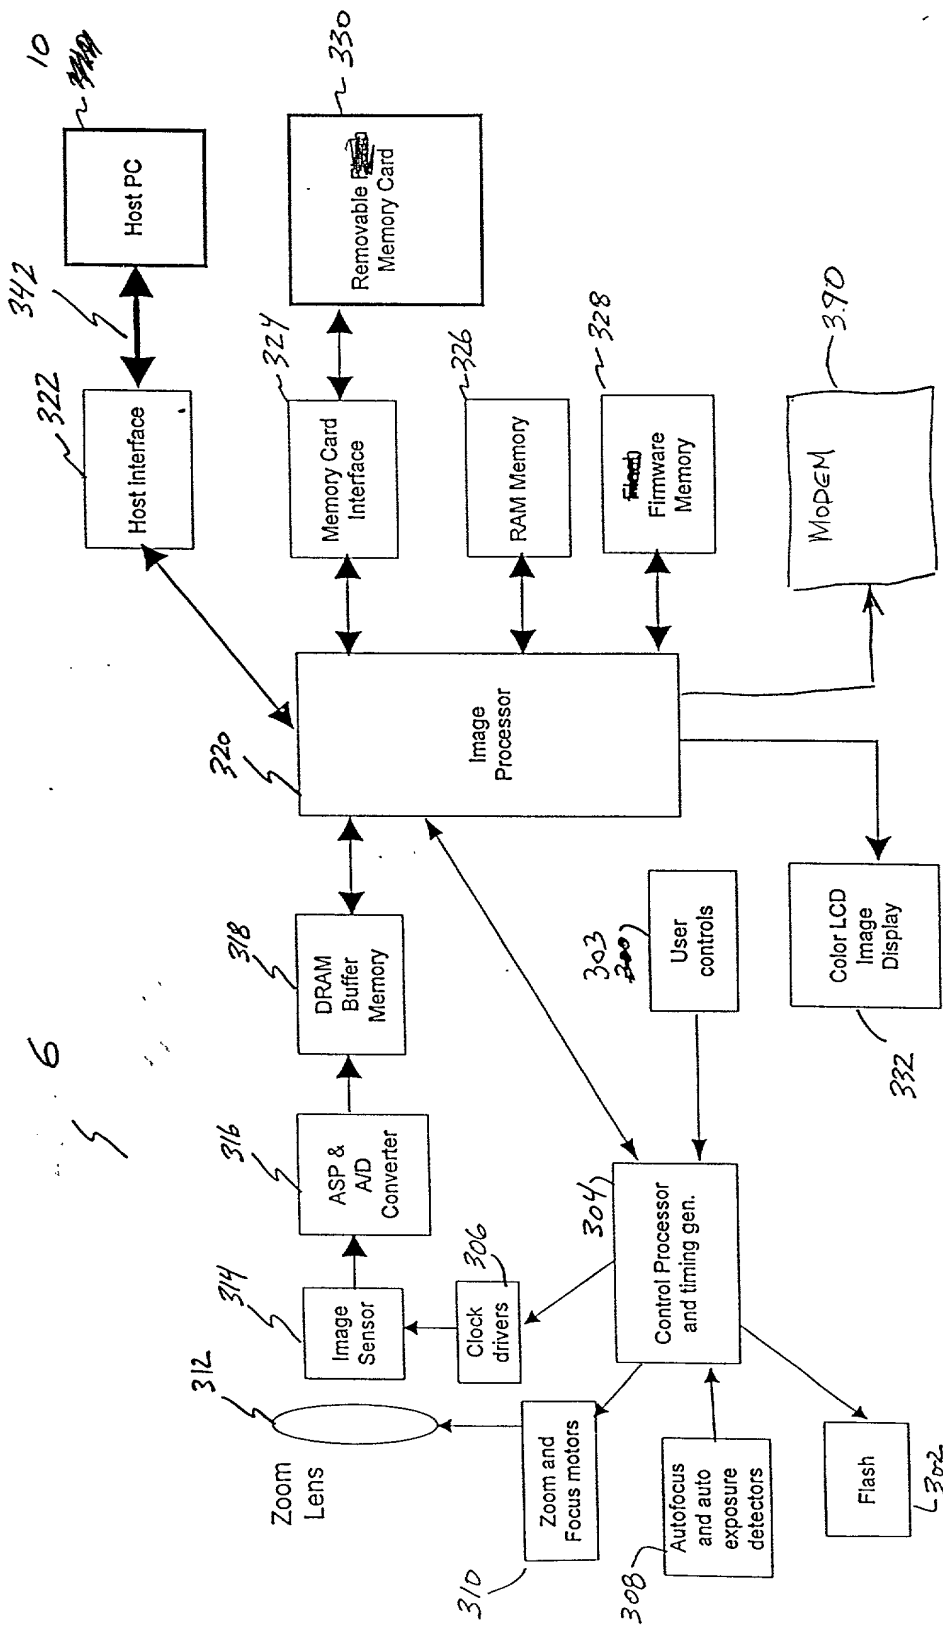 6
10
342
Host PC
322
Host Interface
330
Removable
Memory Card
324
Memory Card
Interface
326
RAM Memory
328
Firmware
Memory
390
MODEM
320
Image
Processor
318
DRAM
Buffer
Memory
316
ASP &
A/D
Converter
314
Image
Sensor
312
Zoom
Lens
306
Clock
drivers
304
Control Processor
and timing gen.
303
300
User
controls
332
Color LCD
Image
Display
310
Zoom and
Focus motors
308
Autofocus
and auto
exposure
detectors
Flash
302